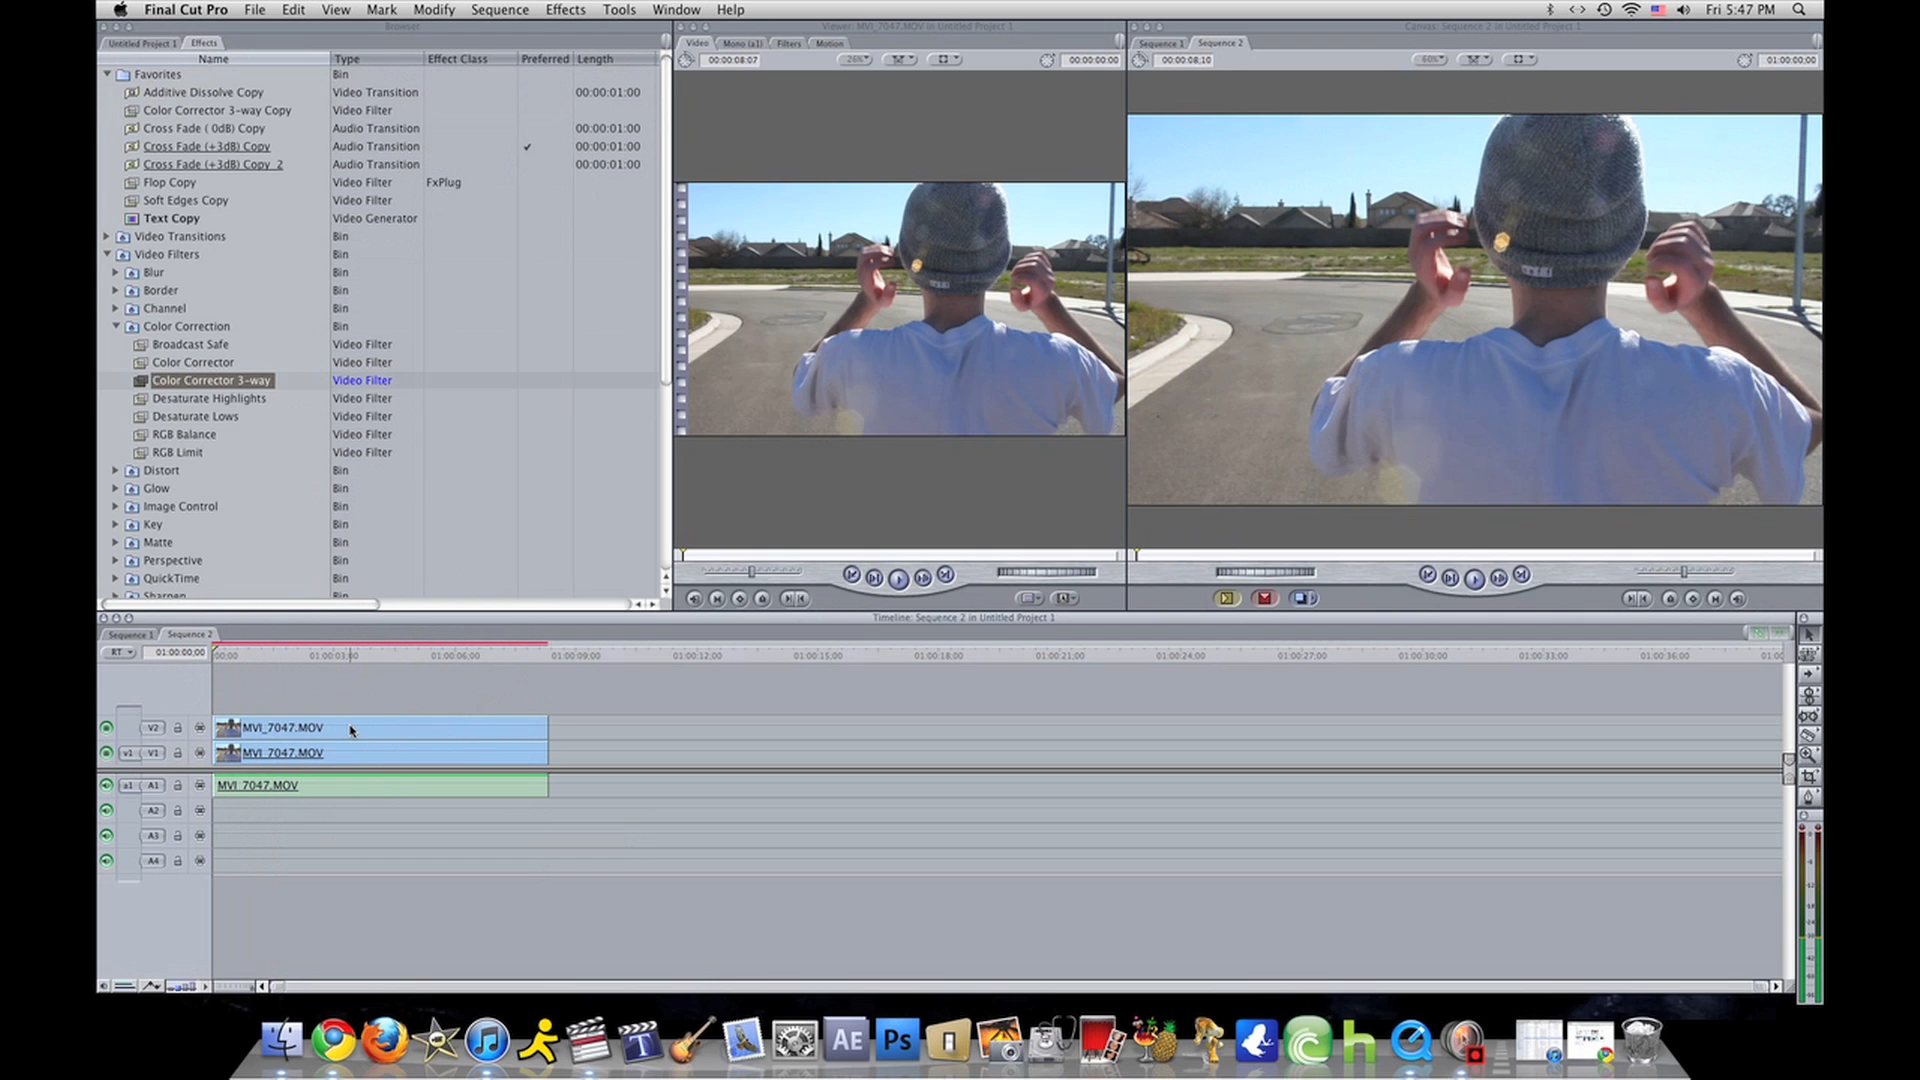 Final Cut Pro File Edit View Mark Modify Sequence Effects Tools Window Help Fri 5:47 PM
Browser
Viewer: MVI_7047.MOV in Untitled Project 1
Canvas: Sequence 2 in Untitled Project 1
Untitled Project 1 Effects
Video Mono (a1) Filters Motion
Sequence 1 Sequence 2
Name Type Effect Class Preferred Length
00:00:08:07 26% 00:00:00:00
00:00:08;10 60% 01:00:00;00
Favorites Bin
Additive Dissolve Copy Video Transition 00:00:01:00
Color Corrector 3-way Copy Video Filter
Cross Fade ( 0dB) Copy Audio Transition 00:00:01:00
Cross Fade (+3dB) Copy Audio Transition ✓ 00:00:01:00
Cross Fade (+3dB) Copy 2 Audio Transition 00:00:01:00
Flop Copy Video Filter FxPlug
Soft Edges Copy Video Filter
Text Copy Video Generator
Video Transitions Bin
Video Filters Bin
Blur Bin
Border Bin
Channel Bin
Color Correction Bin
Broadcast Safe Video Filter
Color Corrector Video Filter
Color Corrector 3-way Video Filter
Desaturate Highlights Video Filter
Desaturate Lows Video Filter
RGB Balance Video Filter
RGB Limit Video Filter
Distort Bin
Glow Bin
Image Control Bin
Key Bin
Matte Bin
Perspective Bin
QuickTime Bin
Sharpen Bin
Timeline: Sequence 2 in Untitled Project 1
Sequence 1 Sequence 2
RT 01:00:00;00 00;00 01:00:03;00 01:00:06;00 01:00:09;00 01:00:12;00 01:00:15;00 01:00:18;00 01:00:21;00 01:00:24;00 01:00:27;00 01:00:30;00 01:00:33;00 01:00:36;00 01:00
V2 MVI_7047.MOV
v1 V1 MVI_7047.MOV
a1 A1 MVI_7047.MOV
A2
A3
A4
T AE Ps h